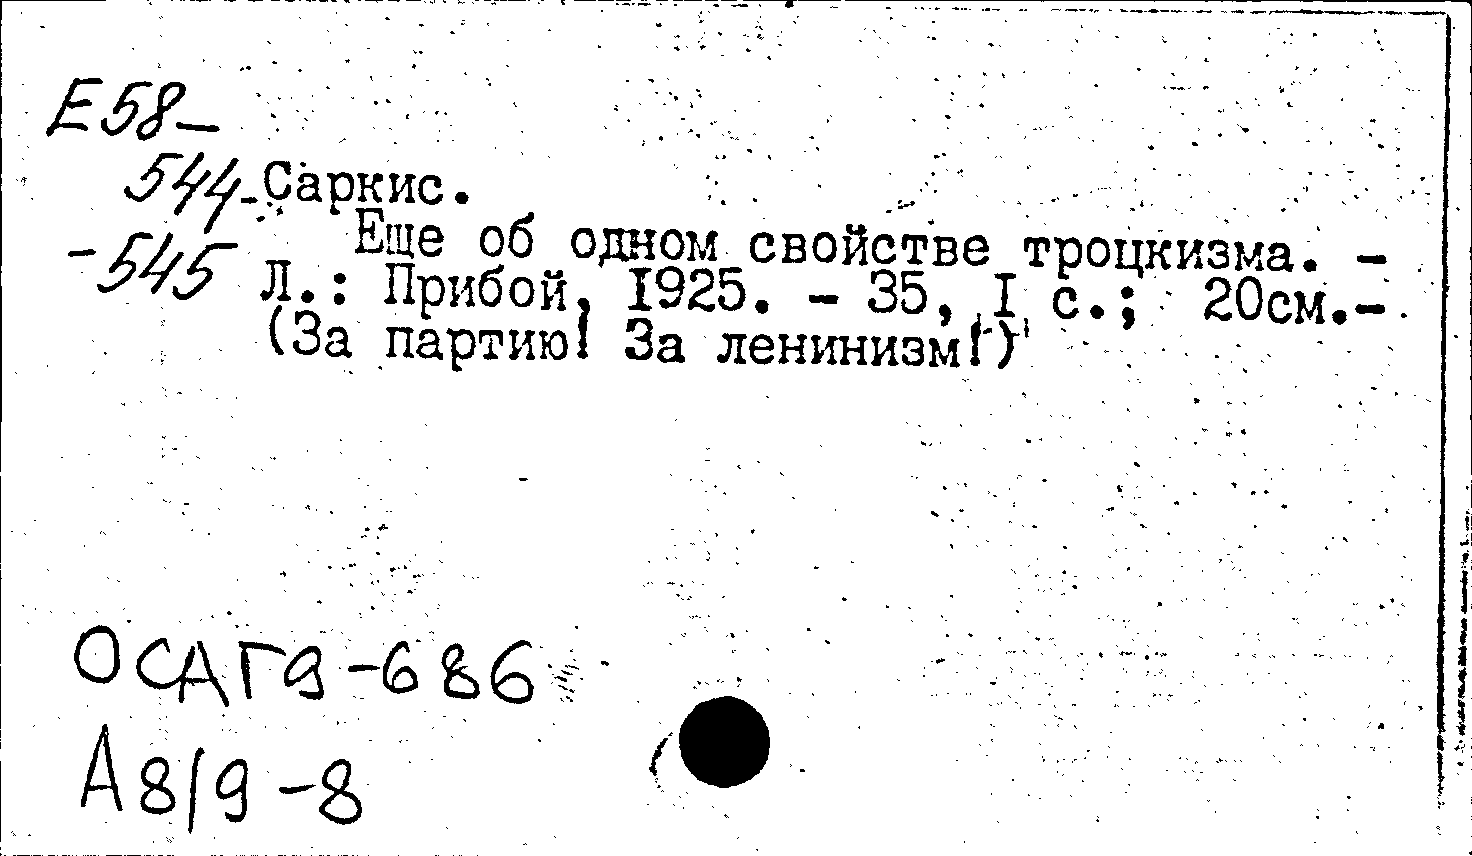 Е58-
544- Саркис.
Еще об одном свойстве троцкизма. -
-545 Л.: Прибой, 1925. - 35, I с.; 20см.-
(За партию! За ленинизм!)
ОСАГ9-686
А8/9-8